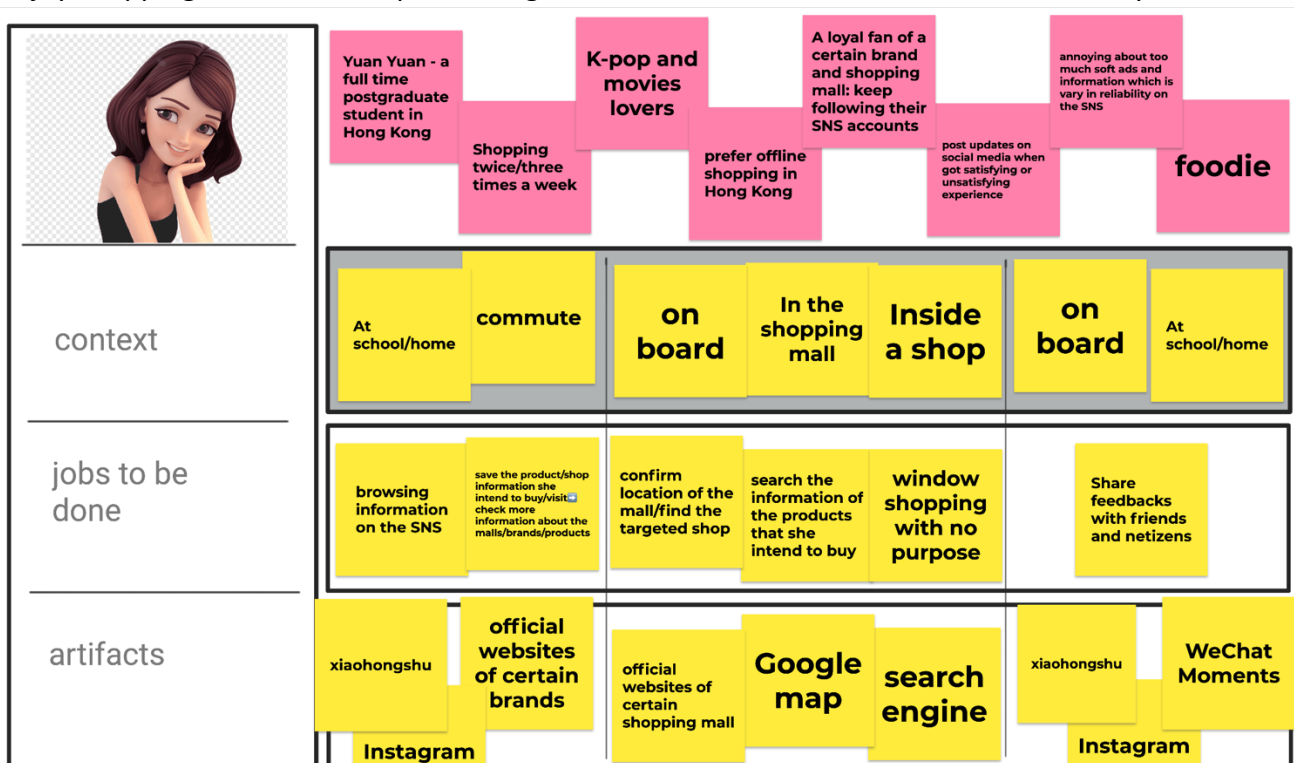 Yuan Yuan - a
full time
postgraduate
student in
Hong Kong
Shopping
twice/three
times a week
K-pop and
movies
lovers
prefer offline
shopping in
Hong Kong
A loyal fan of a
certain brand
and shopping
mall: keep
following their
SNS accounts
post updates on
social media when
got satisfying or
unsatisfying
experience
annoying about too
much soft ads and
information which is
vary in reliability on
the SNS
foodie
context
At
school/home
commute
on
board
In the
shopping
mall
Inside
a shop
on
board
At
school/home
jobs to be
done
browsing
information
on the SNS
save the product/shop
information she
intend to buy/visit➡️
check more
information about the
malls/brands/products
confirm
location of the
mall/find the
targeted shop
search the
information of
the products
that she
intend to buy
window
shopping
with no
purpose
Share
feedbacks
with friends
and netizens
artifacts
xiaohongshu
official
websites
of certain
brands
Instagram
official
websites of
certain
shopping mall
Google
map
search
engine
xiaohongshu
WeChat
Moments
Instagram